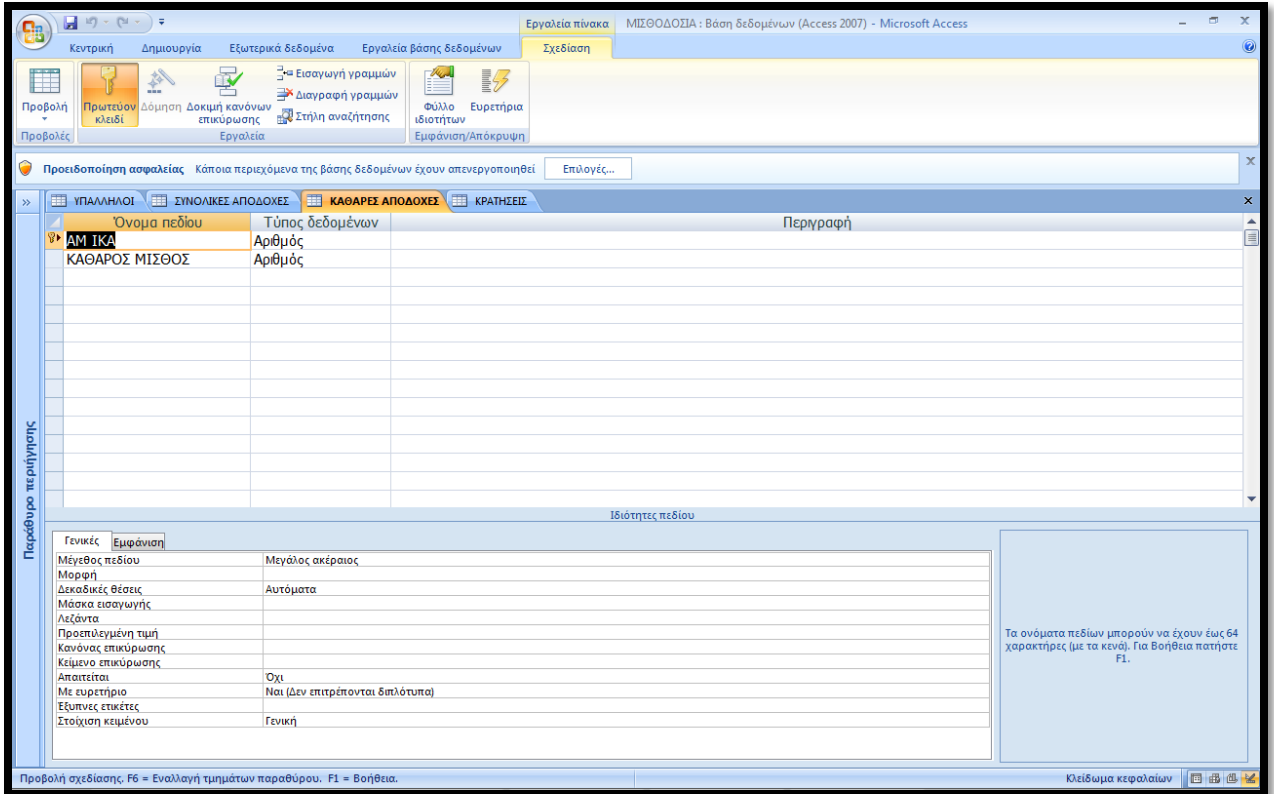 Εργαλεία πίνακα ΜΙΣΘΟΔΟΣΙΑ : Βάση δεδομένων (Access 2007) - Microsoft Access
Κεντρική Δημιουργία Εξωτερικά δεδομένα Εργαλεία βάσης δεδομένων Σχεδίαση
Προβολή
Πρωτεύον κλειδί
Δόμηση
Δοκιμή κανόνων επικύρωσης
Εισαγωγή γραμμών
Διαγραφή γραμμών
Στήλη αναζήτησης
Φύλλο ιδιοτήτων
Ευρετήρια
Προβολές Εργαλεία Εμφάνιση/Απόκρυψη
Προειδοποίηση ασφαλείας Κάποια περιεχόμενα της βάσης δεδομένων έχουν απενεργοποιηθεί Επιλογές...
» ΥΠΑΛΛΗΛΟΙ ΣΥΝΟΛΙΚΕΣ ΑΠΟΔΟΧΕΣ ΚΑΘΑΡΕΣ ΑΠΟΔΟΧΕΣ ΚΡΑΤΗΣΕΙΣ
Όνομα πεδίου Τύπος δεδομένων Περιγραφή
ΑΜ ΙΚΑ Αριθμός
ΚΑΘΑΡΟΣ ΜΙΣΘΟΣ Αριθμός
Παράθυρο περιήγησης
Ιδιότητες πεδίου
Γενικές Εμφάνιση
Μέγεθος πεδίου Μεγάλος ακέραιος
Μορφή
Δεκαδικές θέσεις Αυτόματα
Μάσκα εισαγωγής
Λεζάντα
Προεπιλεγμένη τιμή
Κανόνας επικύρωσης
Κείμενο επικύρωσης
Απαιτείται Όχι
Με ευρετήριο Ναι (Δεν επιτρέπονται διπλότυπα)
Έξυπνες ετικέτες
Στοίχιση κειμένου Γενική
Τα ονόματα πεδίων μπορούν να έχουν έως 64
χαρακτήρες (με τα κενά). Για Βοήθεια πατήστε
F1.
Προβολή σχεδίασης. F6 = Εναλλαγή τμημάτων παραθύρου. F1 = Βοήθεια. Κλείδωμα κεφαλαίων